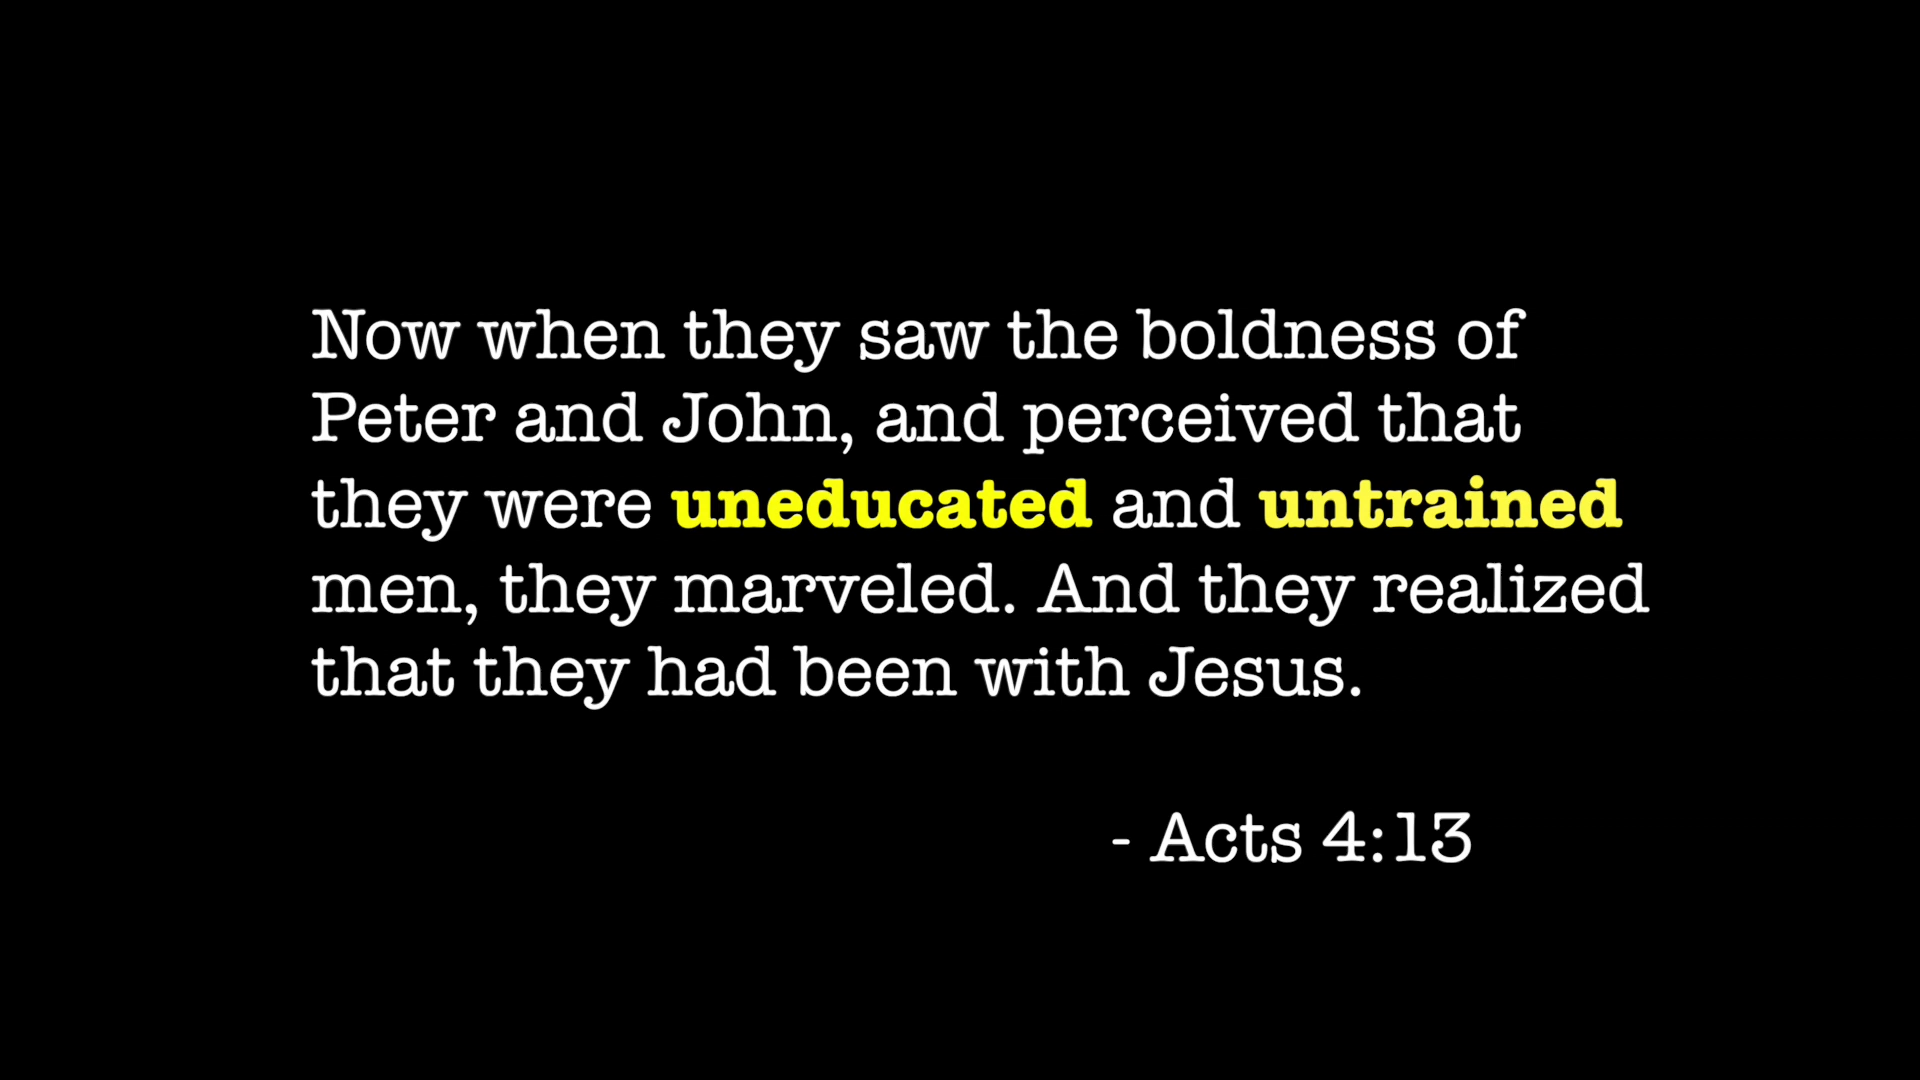 Now when they saw the boldness of
Peter and John, and perceived that
they were uneducated and untrained
men, they marveled. And they realized
that they had been with Jesus.
- Acts 4:13